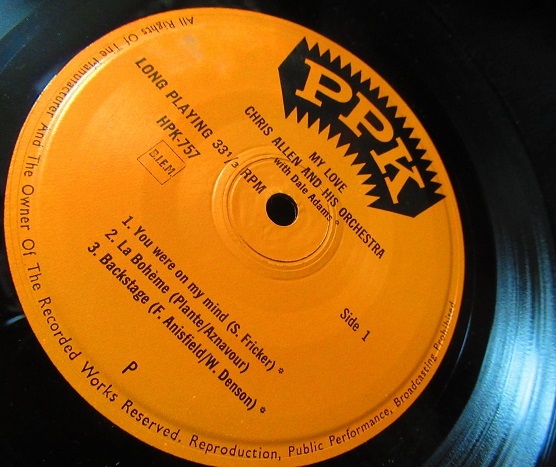 PPK
MY LOVE
CHRIS ALLEN AND HIS ORCHESTRA
with Dale Adams *
LONG PLAYING 33 1/3 RPM
HPK-757
B.I.E.M.
Side 1
1. You were on my mind (S. Fricker) *
2. La Bohème (Plante/Aznavour)
3. Backstage (F. Anisfield/W. Denson) *
P
All Rights Of The Manufacturer And The Owner Of The Recorded Works Reserved. Reproduction, Public Performance, Broadcasting Prohibited